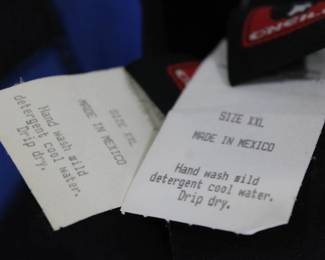 SIZE XXL
MADE IN MEXICO
Hand wash mild
detergent cool water.
Drip dry.
SIZE XXL
MADE IN MEXICO
Hand wash mild
detergent cool water.
Drip dry.